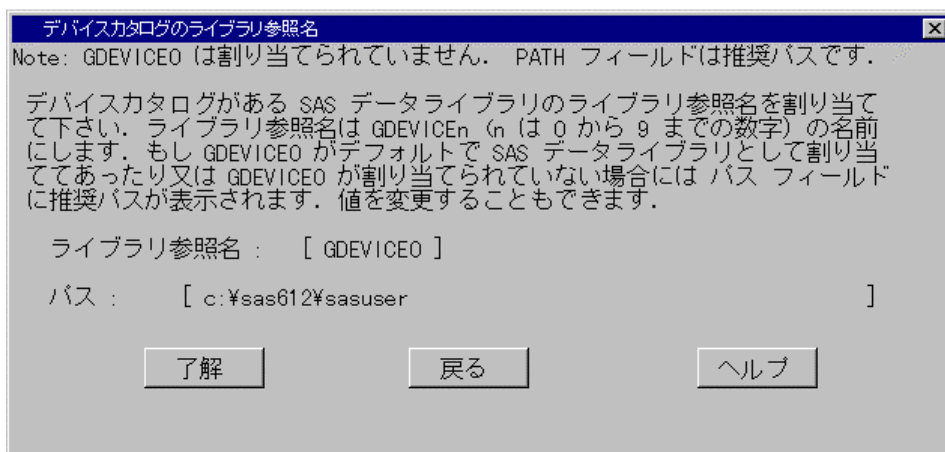 デバイスカタログのライブラリ参照名
Note: GDEVICE0 は割り当てられていません. PATH フィールドは推奨パスです.
デバイスカタログがある SAS データライブラリのライブラリ参照名を割り当て
て下さい. ライブラリ参照名は GDEVICEn (n は 0 から 9 までの数字) の名前
にします. もし GDEVICE0 がデフォルトで SAS データライブラリとして割り当
ててあったり又は GDEVICE0 が割り当てられていない場合には パス フィールド
に推奨パスが表示されます. 値を変更することもできます.
ライブラリ参照名 : [ GDEVICE0 ]
パス : [ c:¥sas612¥sasuser ]
了解 戻る ヘルプ